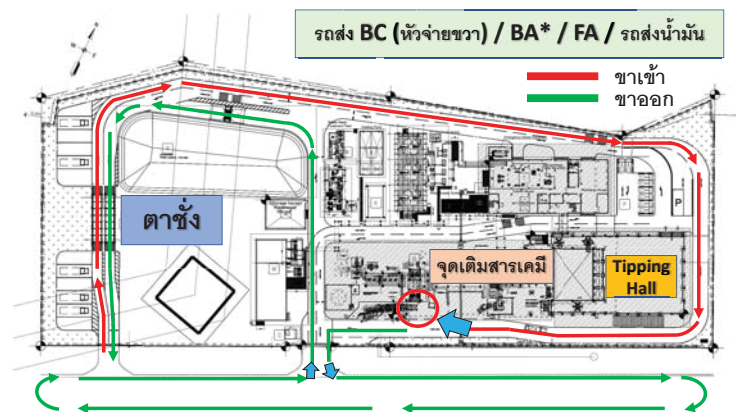 รถส่ง BC (หัวจ่ายขวา) / BA* / FA / รถส่งน้ำมัน
ขาเข้า
ขาออก
ตาชั่ง
จุดเติมสารเคมี
Tipping
Hall
P